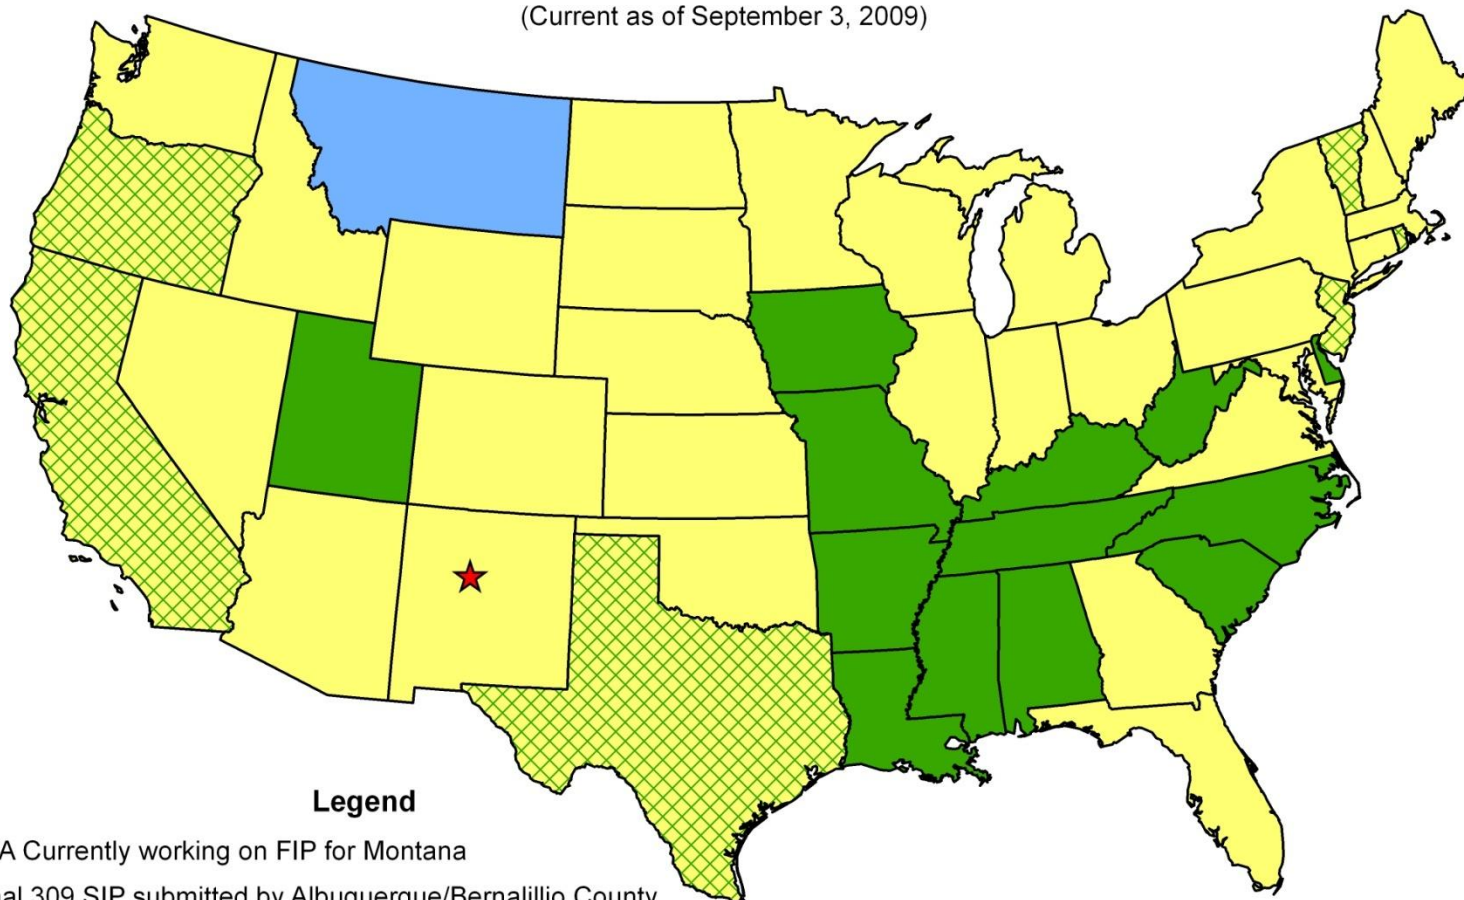 (Current as of September 3, 2009)
Legend
A Currently working on FIP for Montana
al 309 SIP submitted by Albuquerque/Bernalillio County